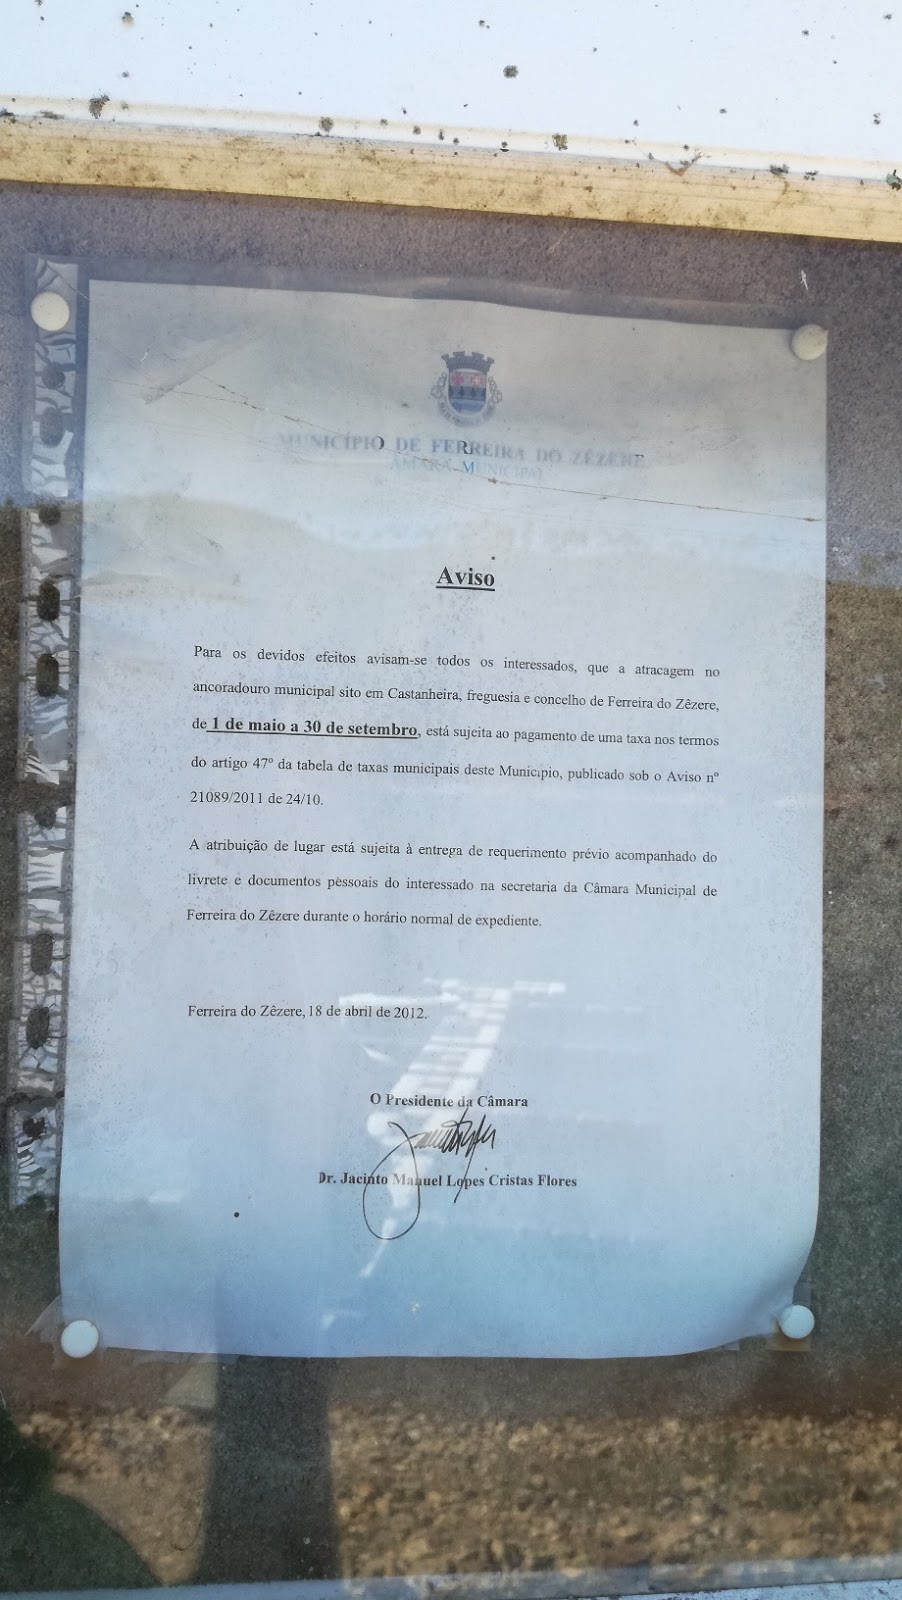 MUNICÍPIO DE FERREIRA DO ZÊZERE
CÂMARA MUNICIPAL
Aviso
Para os devidos efeitos avisam-se todos os interessados, que a atracagem no
ancoradouro municipal sito em Castanheira, freguesia e concelho de Ferreira do Zêzere,
de 1 de maio a 30 de setembro, está sujeita ao pagamento de uma taxa nos termos
do artigo 47º da tabela de taxas municipais deste Municipio, publicado sob o Aviso nº
21089/2011 de 24/10.
A atribuição de lugar está sujeita à entrega de requerimento prévio acompanhado do
livrete e documentos pessoais do interessado na secretaria da Câmara Municipal de
Ferreira do Zêzere durante o horário normal de expediente.
Ferreira do Zêzere, 18 de abril de 2012.
O Presidente da Câmara
Dr. Jacinto Manuel Lopes Cristas Flores